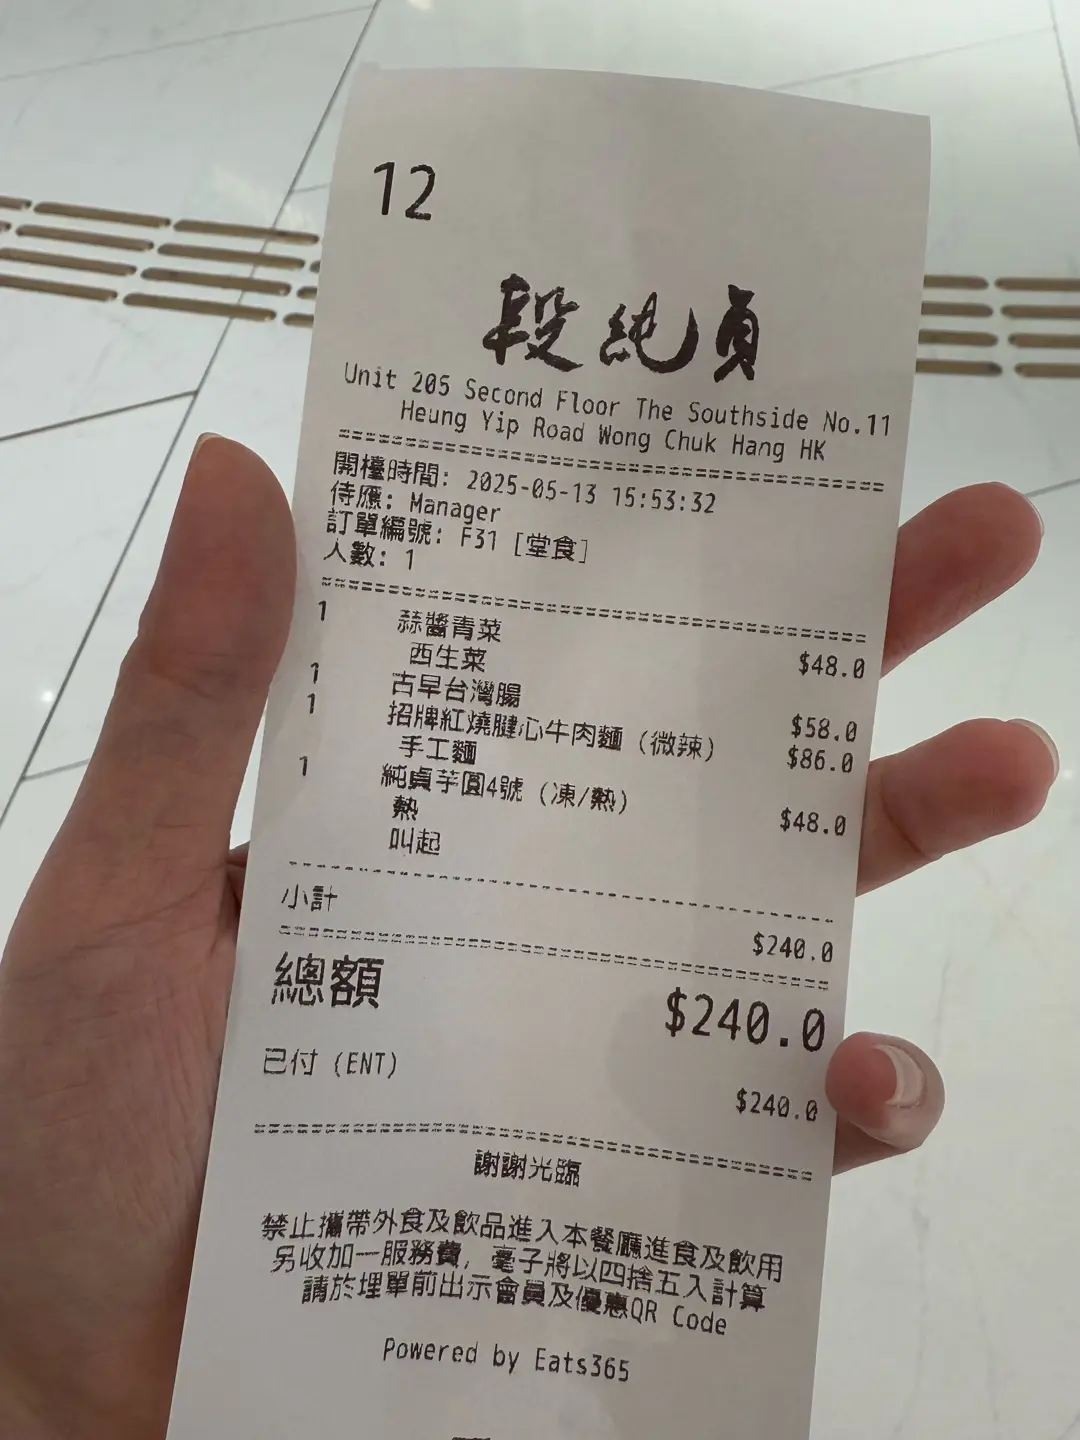 12
段純貞
Unit 205 Second Floor The Southside No.11
Heung Yip Road Wong Chuk Hang HK
開檯時間: 2025-05-13 15:53:32
侍應: Manager
訂單編號: F31 [堂食]
人數: 1
1 蒜醬青菜 $48.0
西生菜
1 古早台灣腸 $58.0
1 招牌紅燒腱心牛肉麵 (微辣) $86.0
手工麵
1 純貞芋圓4號 (凍/熱) $48.0
熱
叫起
小計 $240.0
總額 $240.0
已付 (ENT) $240.0
謝謝光臨
禁止攜帶外食及飲品進入本餐廳進食及飲用
另收加一服務費, 毫子將以四捨五入計算
請於埋單前出示會員及優惠QR Code
Powered by Eats365